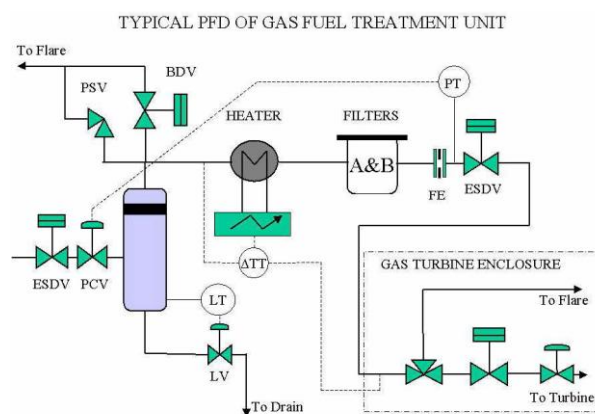 TYPICAL PFD OF GAS FUEL TREATMENT UNIT
To Flare
BDV
PSV
PT
HEATER
FILTERS
A&B
FE
ESDV
ESDV
PCV
ΔTT
LT
LV
To Drain
GAS TURBINE ENCLOSURE
To Flare
To Turbine